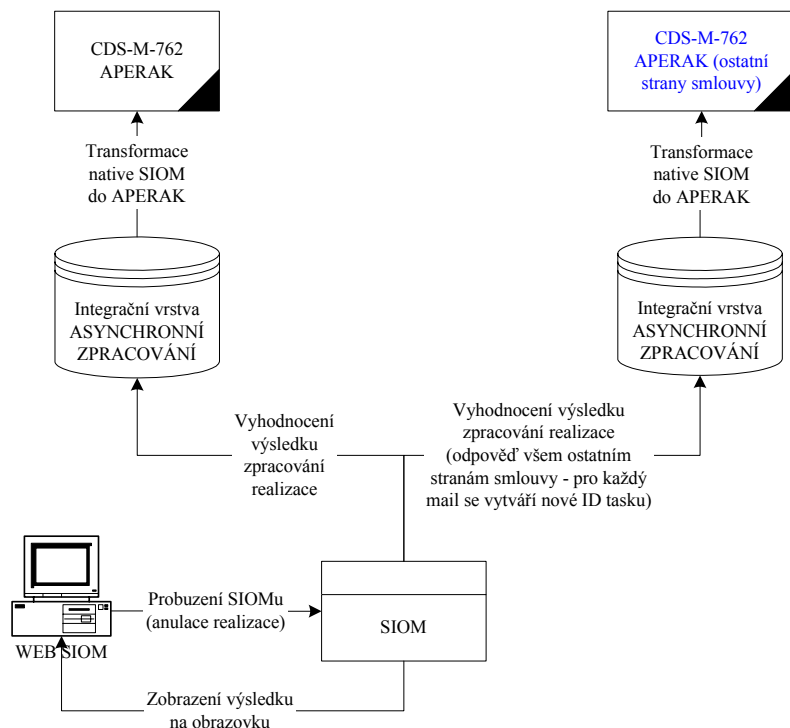 CDS-M-762
APERAK
CDS-M-762
APERAK (ostatní
strany smlouvy)
Transformace
native SIOM
do APERAK
Transformace
native SIOM
do APERAK
Integrační vrstva
ASYNCHRONNÍ
ZPRACOVÁNÍ
Integrační vrstva
ASYNCHRONNÍ
ZPRACOVÁNÍ
Vyhodnocení
výsledku
zpracování
realizace
Vyhodnocení výsledku
zpracování realizace
(odpověď všem ostatním
stranám smlouvy - pro každý
mail se vytváří nové ID tasku)
Probuzení SIOMu
(anulace realizace)
SIOM
WEB SIOM
Zobrazení výsledku
na obrazovku